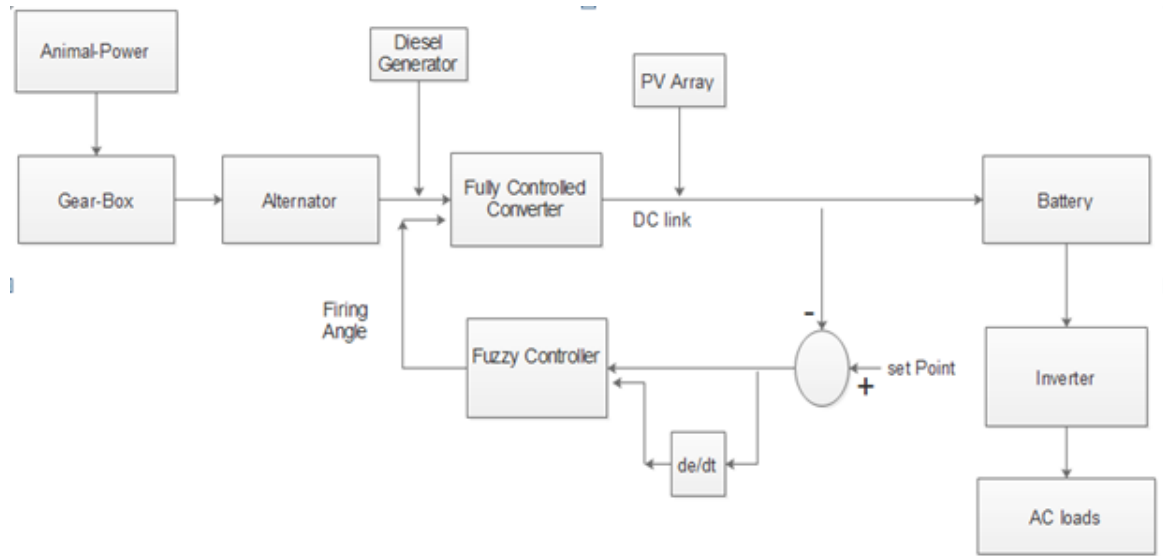 Animal-Power
Diesel
Generator
PV Array
Gear-Box
Alternator
Fully Controlled
Converter
DC link
Battery
Firing
Angle
Fuzzy Controller
-
+
set Point
Inverter
de/dt
AC loads